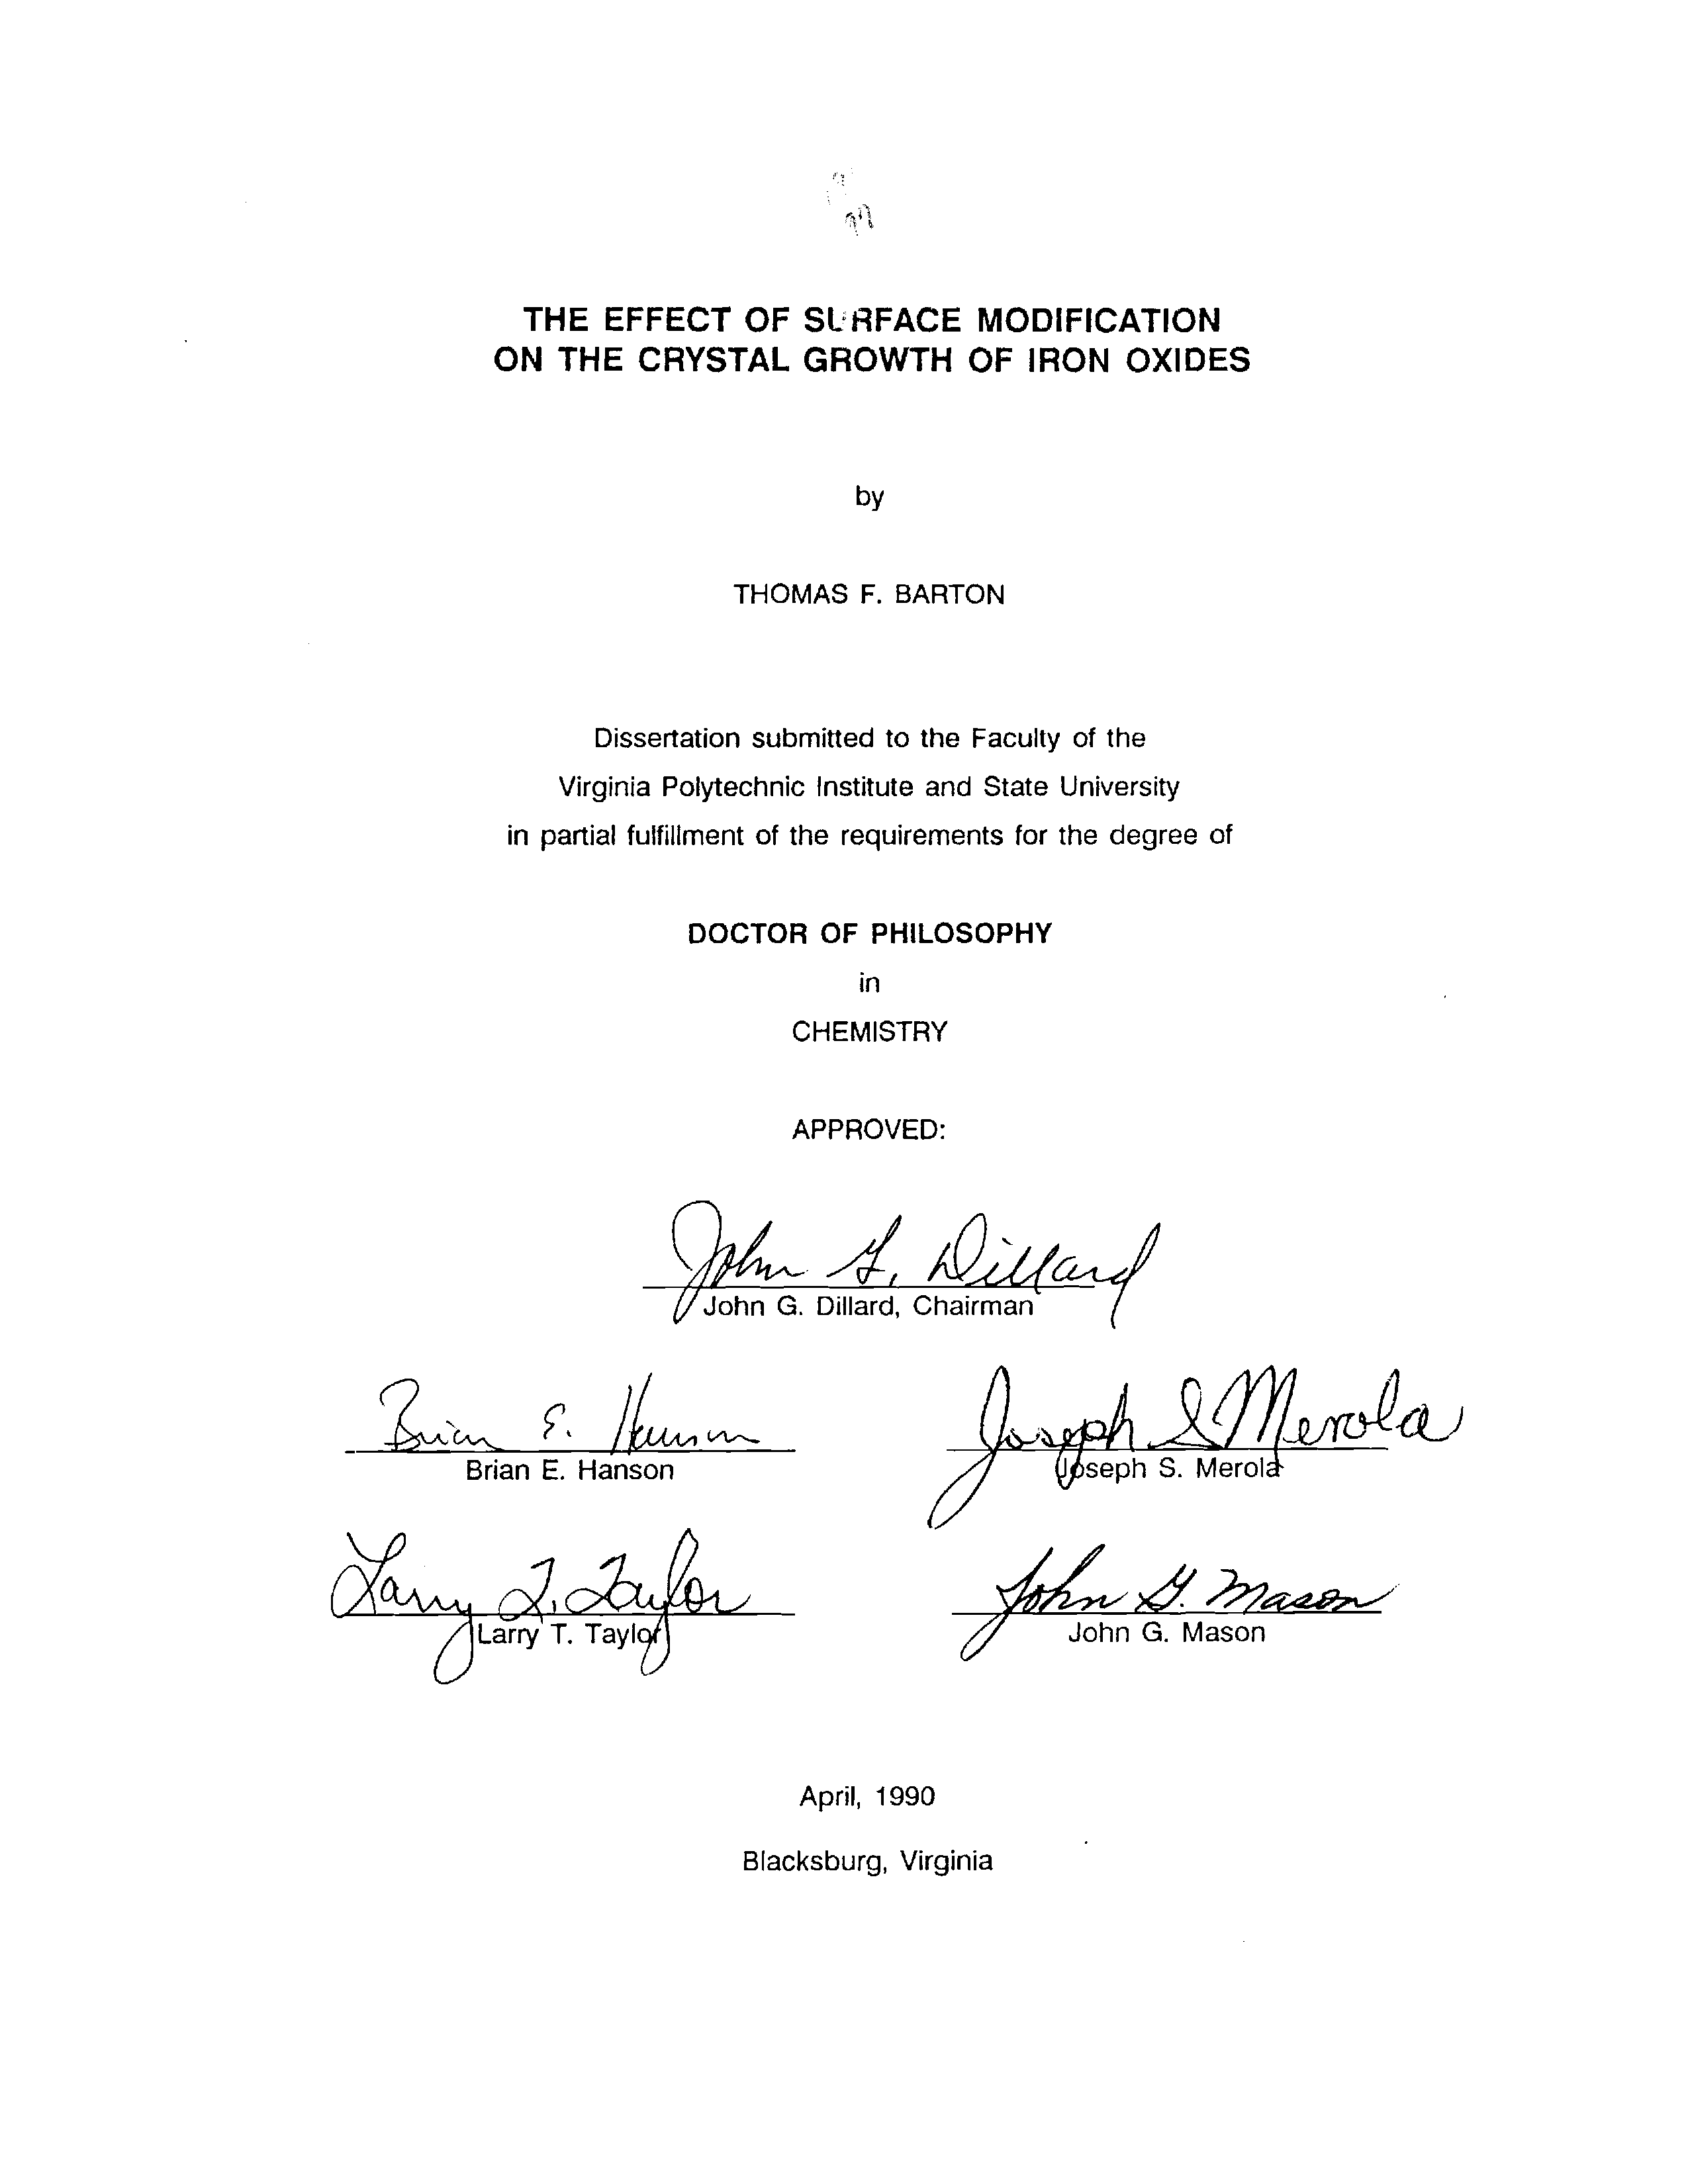 THE EFFECT OF SURFACE MODIFICATION
ON THE CRYSTAL GROWTH OF IRON OXIDES
by
THOMAS F. BARTON
Dissertation submitted to the Faculty of the
Virginia Polytechnic Institute and State University
in partial fulfillment of the requirements for the degree of
DOCTOR OF PHILOSOPHY
in
CHEMISTRY
APPROVED:
John G. Dillard
John G. Dillard, Chairman
Brian E. Hanson
Joseph S Merola
Brian E. Hanson
Joseph S. Merola
Larry T. Taylor
John G. Mason
Larry T. Taylor
John G. Mason
April, 1990
Blacksburg, Virginia